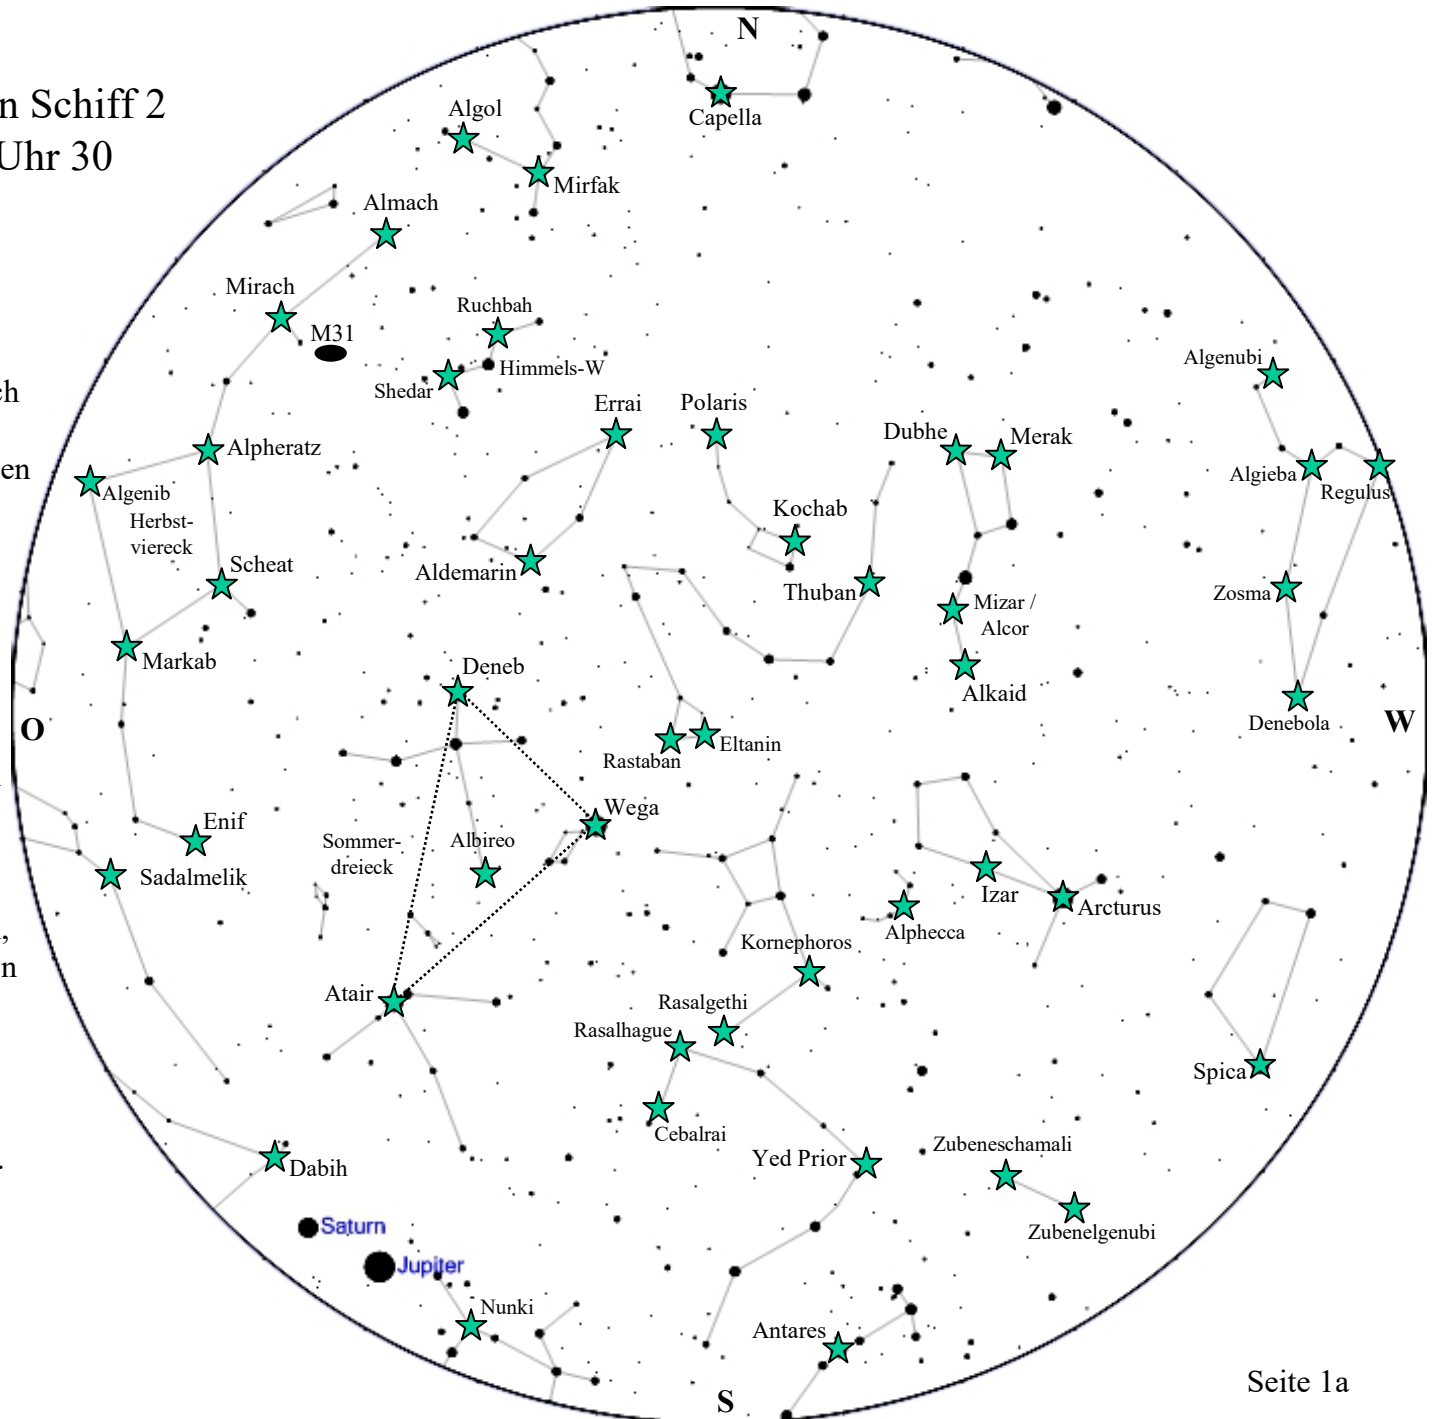 N
n Schiff 2
Uhr 30
Algol
Capella
Mirfak
Almach
Mirach
Ruchbah
M31
Himmels-W
Shedar
Algenubi
ch
en
Errai
Polaris
Dubhe
Merak
Alpheratz
Algieba
Regulus
Algenib
Herbst-
viereck
Kochab
Scheat
Aldemarin
Thuban
Zosma
Mizar /
Alcor
Markab
Deneb
Alkaid
O
Rastaban
Eltanin
Denebola
W
Wega
Enif
Sommer-
dreieck
Albireo
Sadalmelik
Izar
Arcturus
Alphecca
,
n
Kornephoros
Atair
Rasalgethi
Rasalhague
Spica
Cebalrai
Yed Prior
Zubeneschamali
.
Dabih
Saturn
Zubenelgenubi
Jupiter
Nunki
Antares
Seite 1a
S